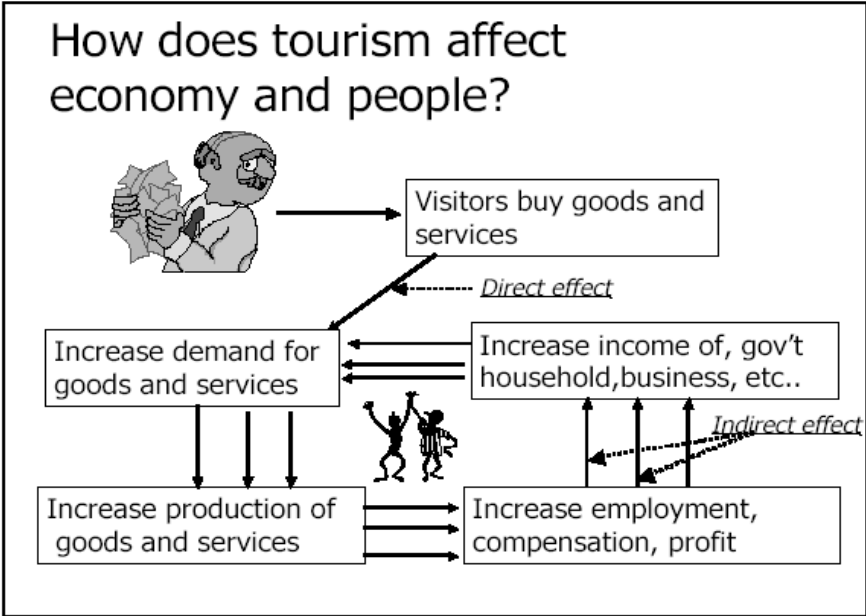 How does tourism affect
economy and people?
Visitors buy goods and
services
Direct effect
Increase demand for
goods and services
Increase income of, gov't
household,business, etc..
Indirect effect
Increase production of
goods and services
Increase employment,
compensation, profit